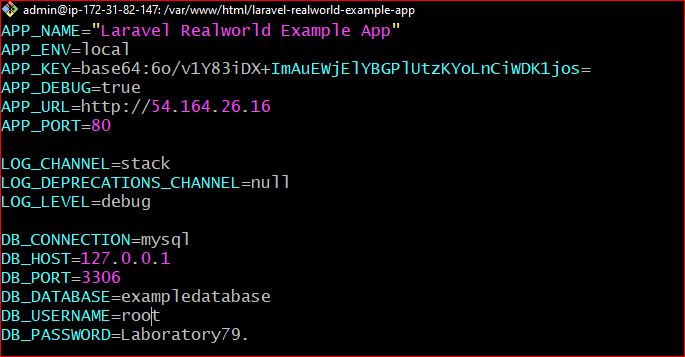 admin@ip-172-31-82-147: /var/www/html/laravel-realworld-example-app
APP_NAME="Laravel Realworld Example App"
APP_ENV=local
APP_KEY=base64:6o/v1Y83iDX+ImAuEWjElYBGPlUtzKYoLnCiWDK1jos=
APP_DEBUG=true
APP_URL=http://54.164.26.16
APP_PORT=80
LOG_CHANNEL=stack
LOG_DEPRECATIONS_CHANNEL=null
LOG_LEVEL=debug
DB_CONNECTION=mysql
DB_HOST=127.0.0.1
DB_PORT=3306
DB_DATABASE=exampledatabase
DB_USERNAME=root
DB_PASSWORD=Laboratory79.